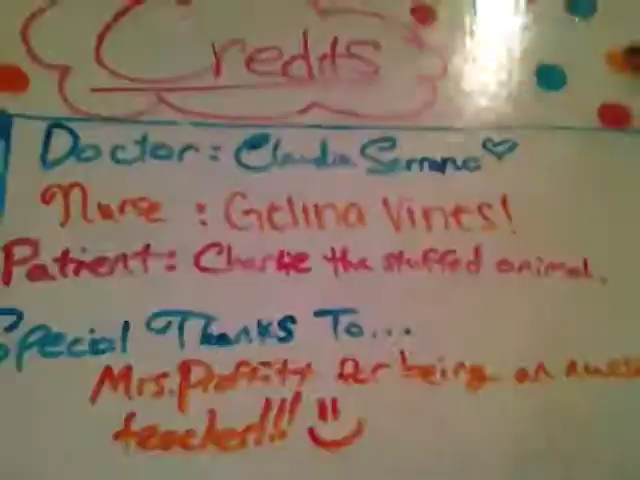 Credits
Doctor: Claudia Serrano
Nurse : Gelina Vines!
Patient: Charlie the stuffed animal.
Special Thanks To...
Mrs. for being an
teacher!!!